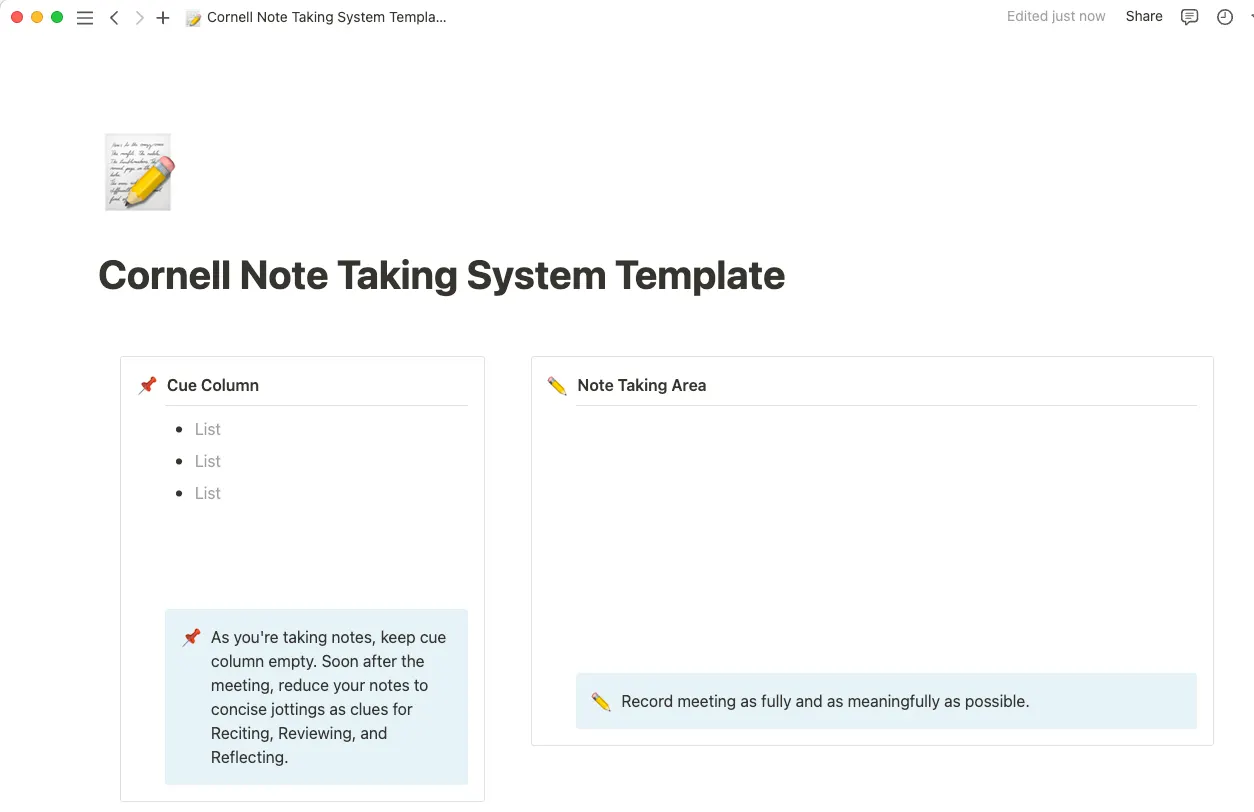 Cornell Note Taking System Templa...
Edited just now
Share
Cornell Note Taking System Template
Cue Column
List
List
List
As you're taking notes, keep cue
column empty. Soon after the
meeting, reduce your notes to
concise jottings as clues for
Reciting, Reviewing, and
Reflecting.
Note Taking Area
Record meeting as fully and as meaningfully as possible.